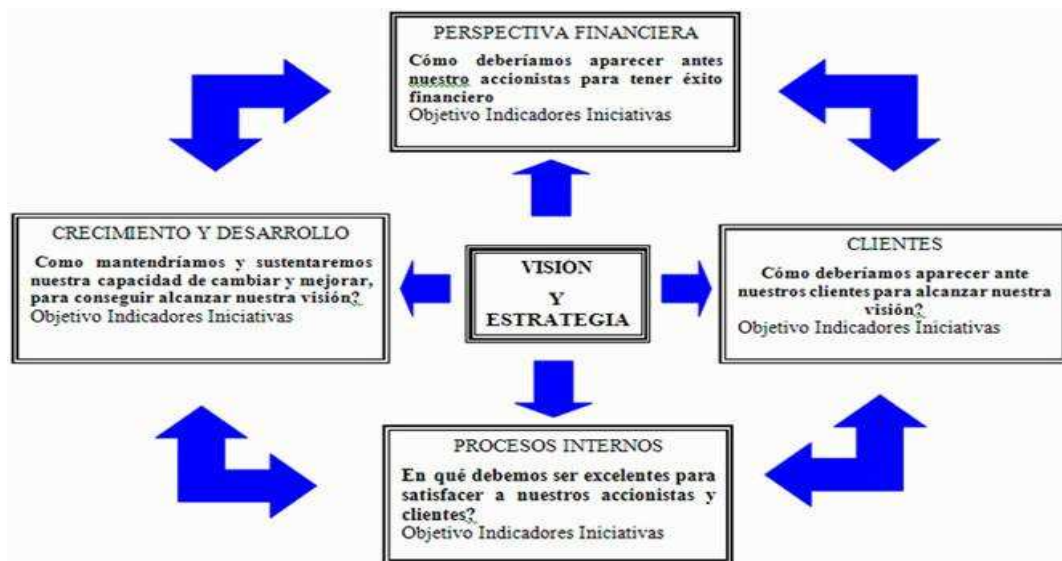 PERSPECTIVA FINANCIERA
Cómo deberíamos aparecer antes
nuestro accionistas para tener éxito
financiero
Objetivo Indicadores Iniciativas
CRECIMIENTO Y DESARROLLO
Como mantendríamos y sustentaremos
nuestra capacidad de cambiar y mejorar,
para conseguir alcanzar nuestra visión?
Objetivo Indicadores Iniciativas
VISIÓN
Y
ESTRATEGIA
CLIENTES
Cómo deberíamos aparecer ante
nuestros clientes para alcanzar nuestra
visión?
Objetivo Indicadores Iniciativas
PROCESOS INTERNOS
En qué debemos ser excelentes para
satisfacer a nuestros accionistas y
clientes?
Objetivo Indicadores Iniciativas